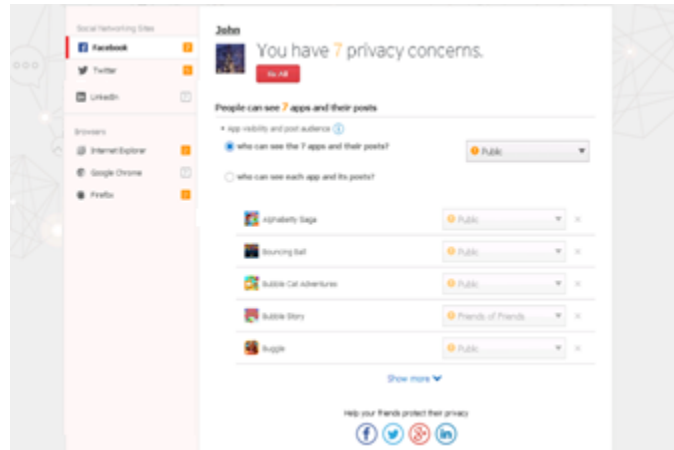 Social Networking Sites
Facebook
Twitter
LinkedIn
Browsers
Internet Explorer
Google Chrome
Firefox
John
You have 7 privacy concerns.
Fix All
People can see 7 apps and their posts
• App visibility and post audience
who can see the 7 apps and their posts?
Public
who can see each app and its posts?
Alphabetty Saga
Public
Bouncing Ball
Public
Bubble Cat Adventures
Public
Bubble Story
Friends of Friends
Buggle
Public
Show more
Help your friends protect their privacy